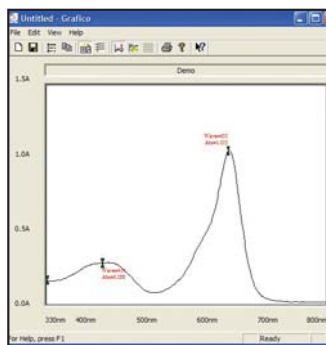 Untitled - Grafico
File Edit View Help
Demo
1.5A
1.0A
0.5A
0.0A
330nm 400nm 500nm 600nm 700nm 800nm
For Help, press F1 Ready